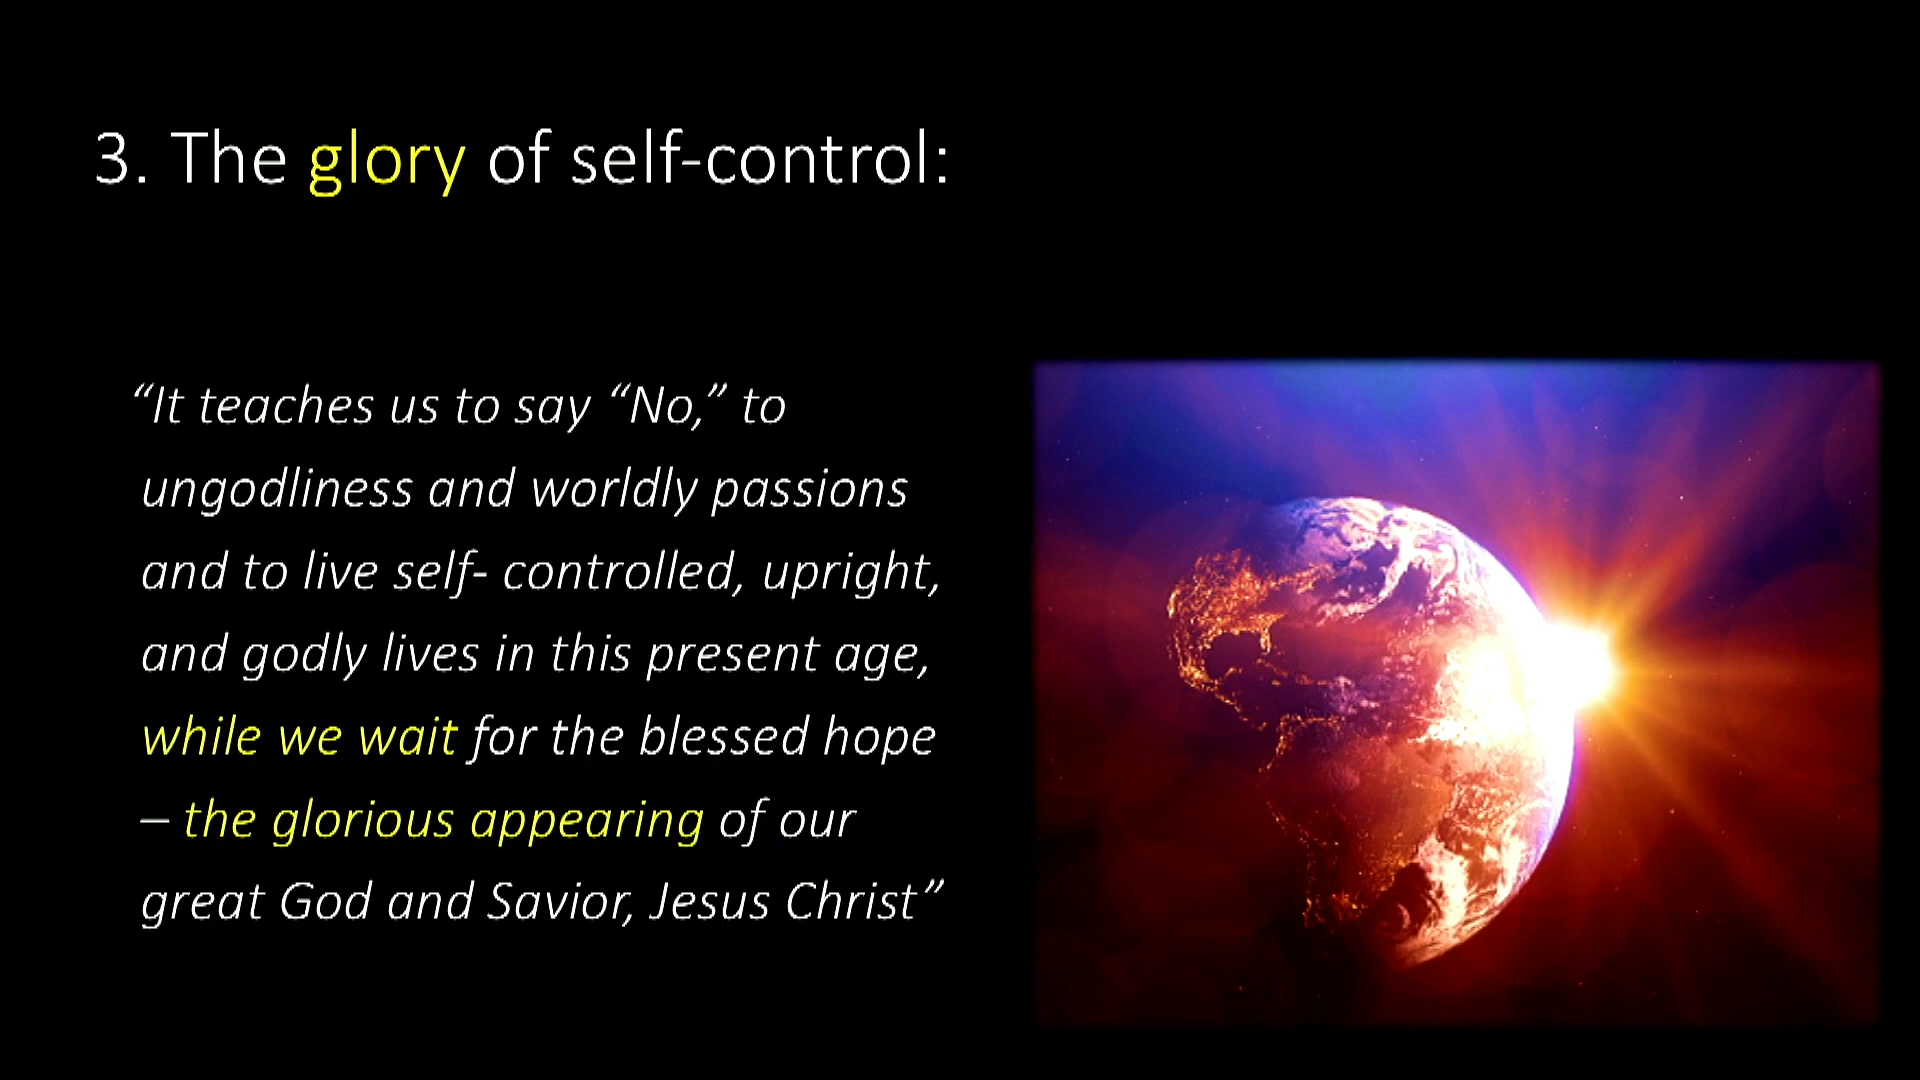 3. The glory of self-control:
“It teaches us to say “No,” to
ungodliness and worldly passions
and to live self- controlled, upright,
and godly lives in this present age,
while we wait for the blessed hope
– the glorious appearing of our
great God and Savior, Jesus Christ”